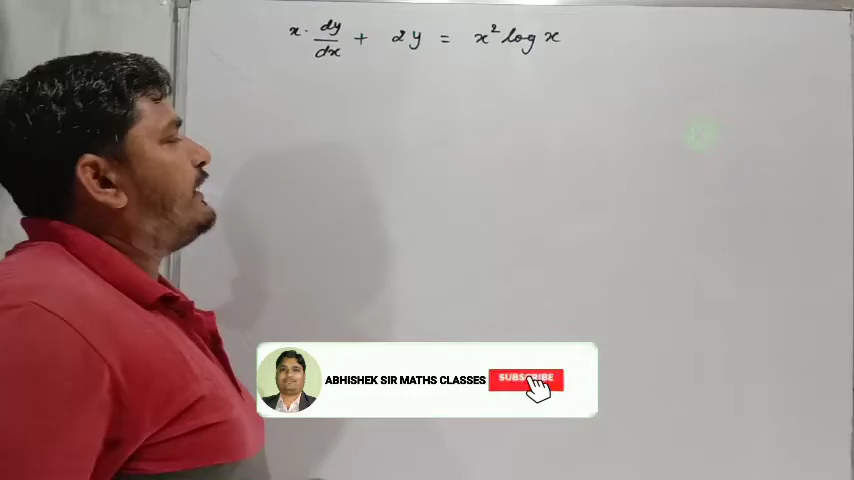 x · dy/dx + 2y = x² log x
ABHISHEK SIR MATHS CLASSES
SUBSCRIBE